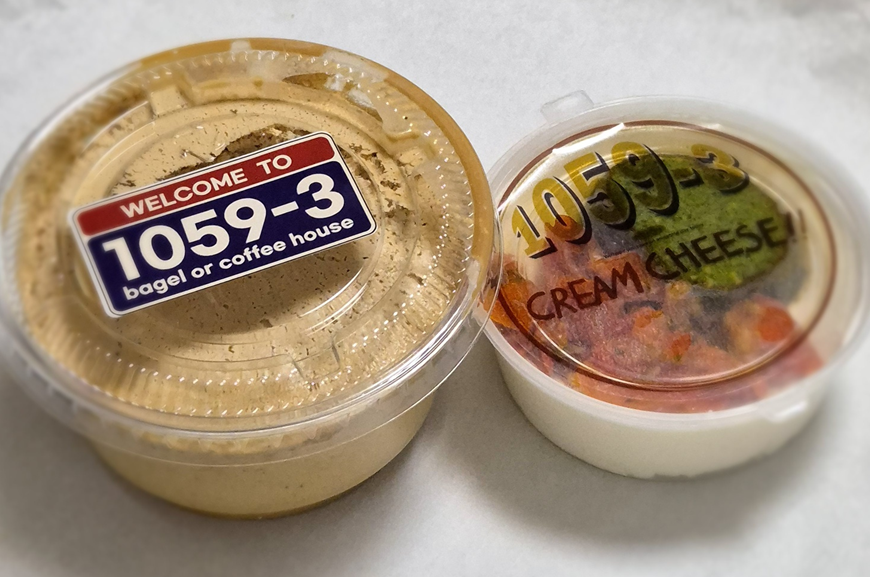 WELCOME TO
1059-3
bagel or coffee house
1059-3
CREAM CHEESE!!